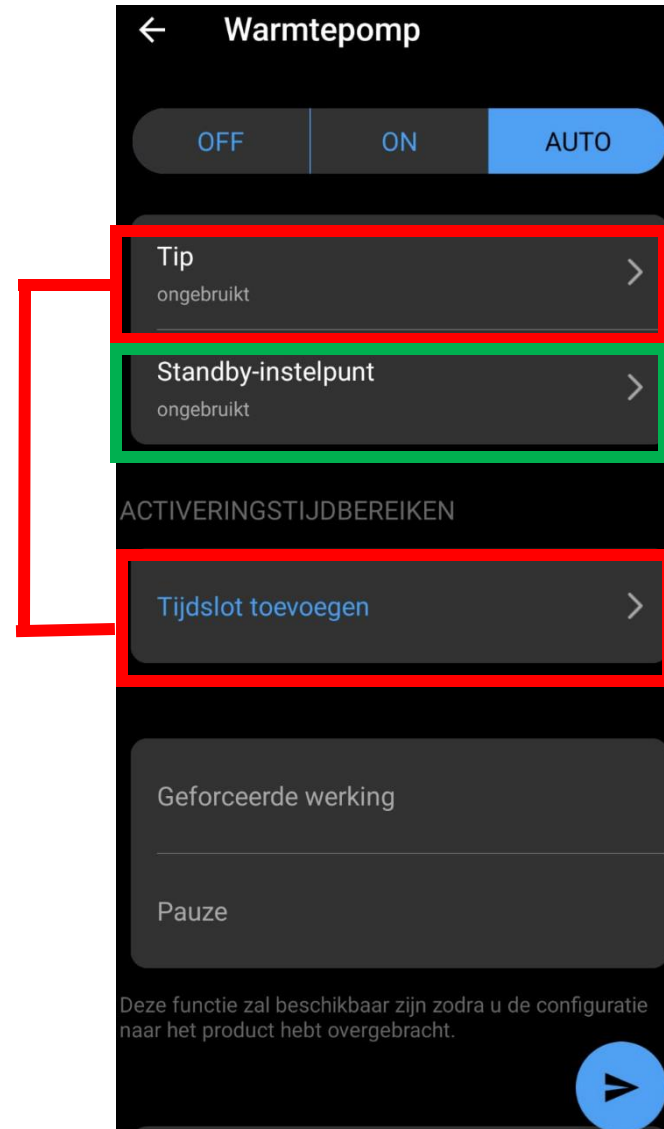 Warmtepomp
OFF ON AUTO
Tip
ongebruikt
Standby-instelpunt
ongebruikt
ACTIVERINGSTIJDBEREIKEN
Tijdslot toevoegen
Geforceerde werking
Pauze
Deze functie zal beschikbaar zijn zodra u de configuratie
naar het product hebt overgebracht.